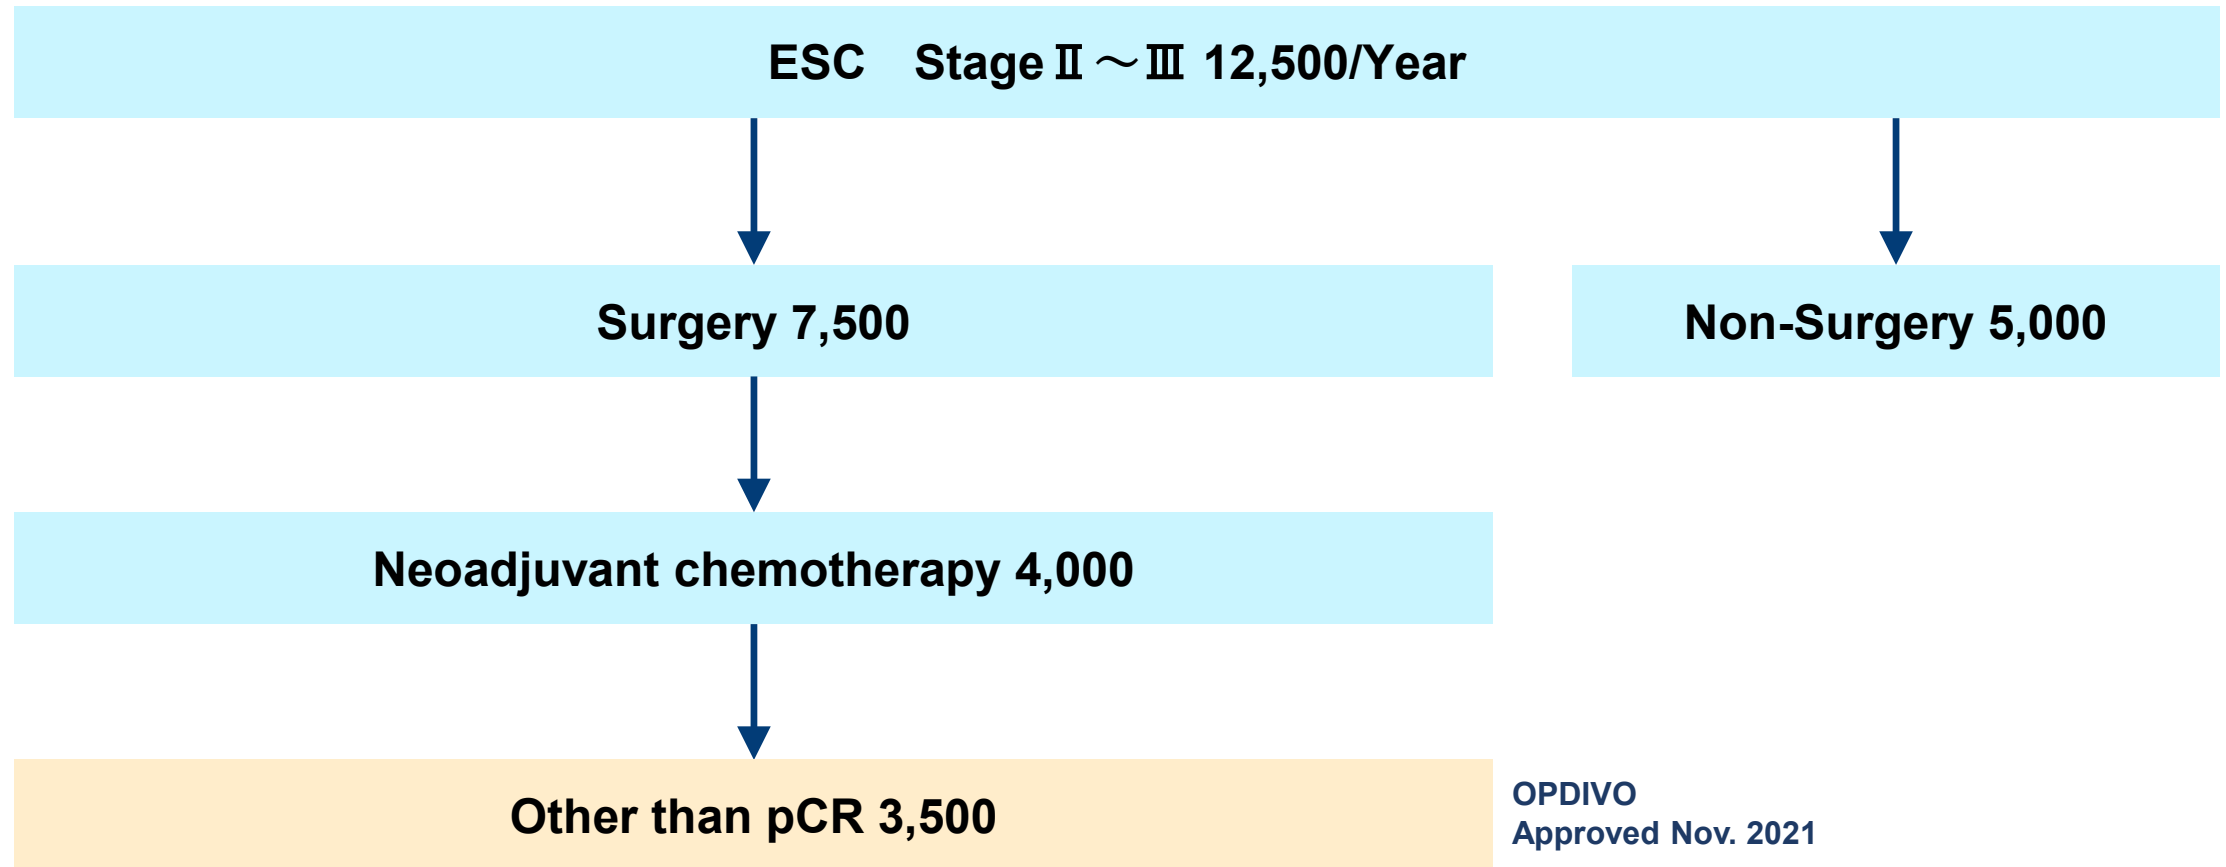 ESC　Stage Ⅱ～Ⅲ 12,500/Year
Surgery 7,500
Non-Surgery 5,000
Neoadjuvant chemotherapy 4,000
Other than pCR 3,500
OPDIVO
Approved Nov. 2021